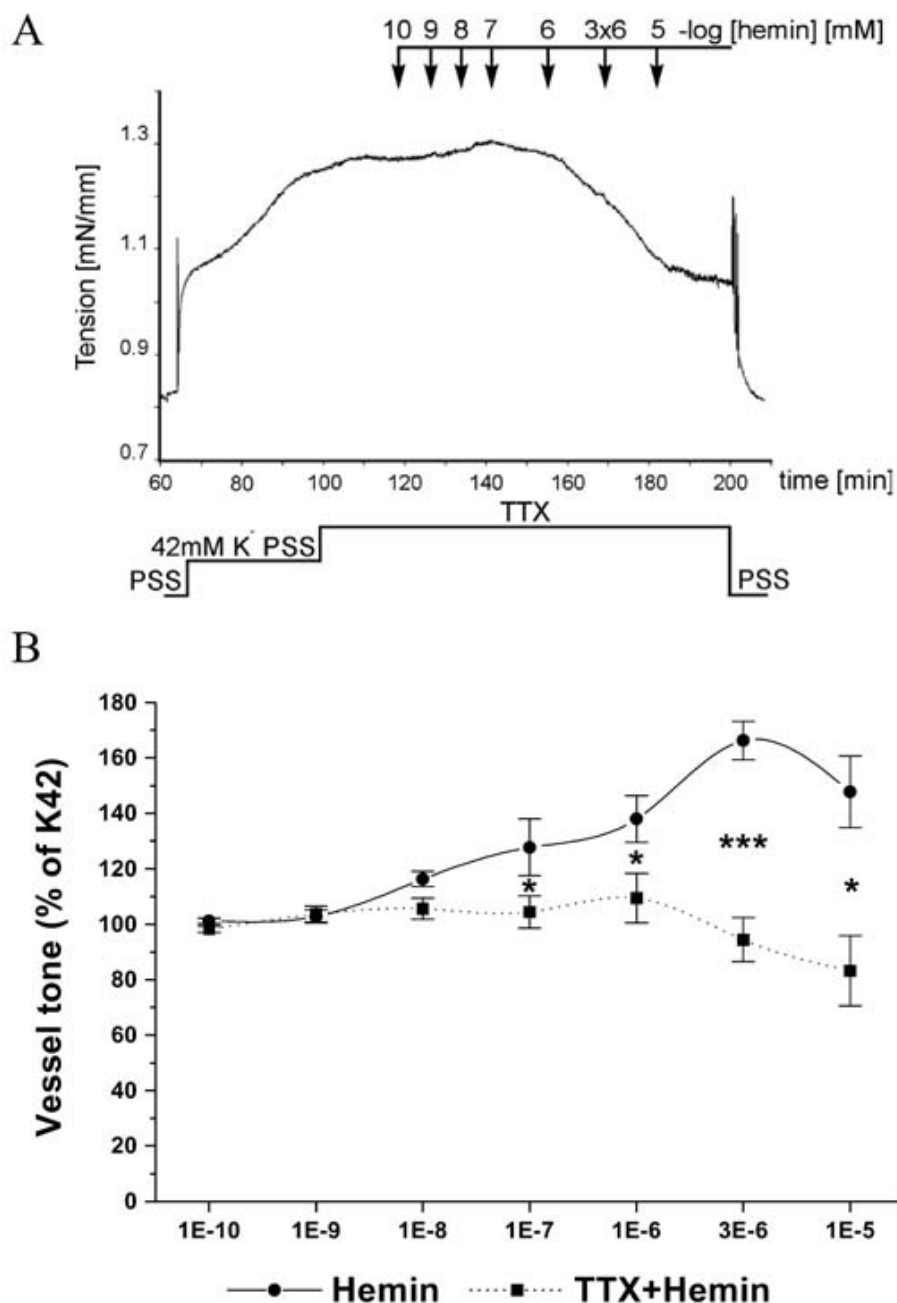 A
10 9 8 7 6 3x6 5 -log [hemin] [mM]
Tension [mN/mm]
1.3
1.1
0.9
0.7
60 80 100 120 140 160 180 200 time [min]
TTX
42mM K- PSS
PSS
PSS
B
Vessel tone (% of K42)
180
160
140
120
100
80
60
40
20
0
*
*
***
*
1E-10 1E-9 1E-8 1E-7 1E-6 3E-6 1E-5
Hemin TTX+Hemin